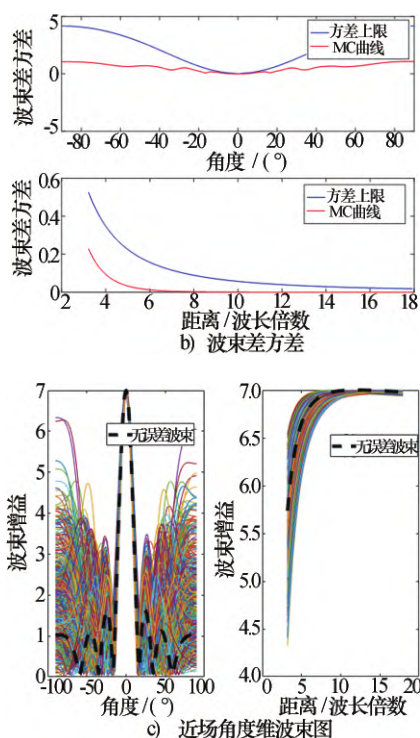 5
0
-5
波束差方差
方差上限
MC曲线
-80 -60 -40 -20 0 20 40 60 80
角度 / (°)
0.6
0.4
0.2
0
波束差方差
方差上限
MC曲线
2 4 6 8 10 12 14 16 18
距离 / 波长倍数
b) 波束差方差
7
6
5
4
3
2
1
0
波束增益
无误差波束
-100 -50 0 50 100
角度 / (°)
7.0
6.5
6.0
5.5
5.0
4.5
4.0
波束增益
无误差波束
0 5 10 15 20
距离 / 波长倍数
c) 近场角度维波束图